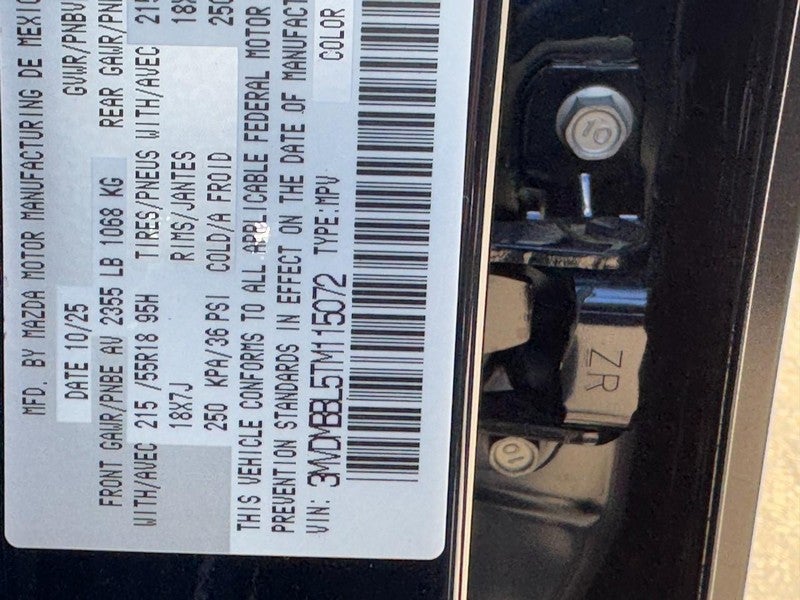 MFD. BY MAZDA MOTOR MANUFACTURING DE MEXICO
DATE 10/25 GVWR/PNBV
FRONT GAWR/PNBE AV 2355 LB 1068 KG REAR GAWR/PNBE
WITH/AVEC 215 /55R18 95H TIRES/PNEUS WITH/AVEC 215
18X7J RIMS/JANTES 18X
250 KPA/36 PSI COLD/A FROID 250
THIS VEHICLE CONFORMS TO ALL APPLICABLE FEDERAL MOTOR
PREVENTION STANDARDS IN EFFECT ON THE DATE OF MANUFACT
VIN: 3MVDMBBL5TM115072 TYPE:MPV COLOR
10
ZR
10